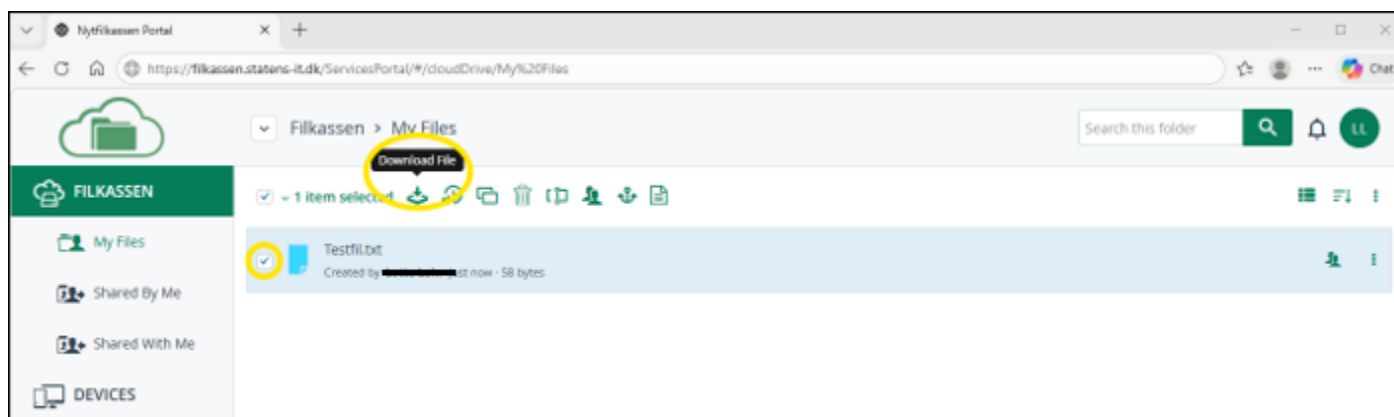 NytFilkassen Portal
https://filkassen.statens-it.dk/ServicesPortal/#/cloudDrive/My%20Files
Chat
Filkassen > My Files
Search this folder
LL
Download File
FILKASSEN
1 item selected
My Files
Testfil.txt
Created by just now · 58 bytes
Shared By Me
Shared With Me
DEVICES